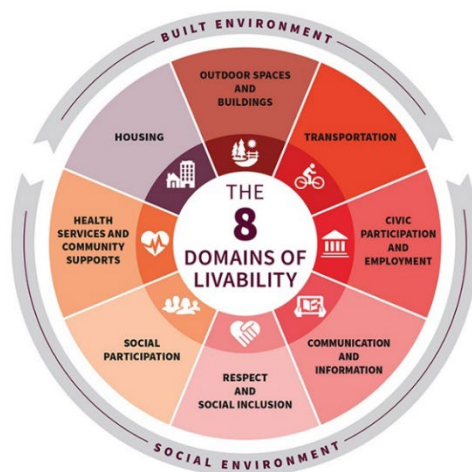 BUILT ENVIRONMENT
OUTDOOR SPACES
AND
BUILDINGS
HOUSING
TRANSPORTATION
THE
8
DOMAINS OF
LIVABILITY
HEALTH
SERVICES AND
COMMUNITY
SUPPORTS
CIVIC
PARTICIPATION
AND
EMPLOYMENT
SOCIAL
PARTICIPATION
COMMUNICATION
AND
INFORMATION
RESPECT
AND
SOCIAL INCLUSION
SOCIAL ENVIRONMENT